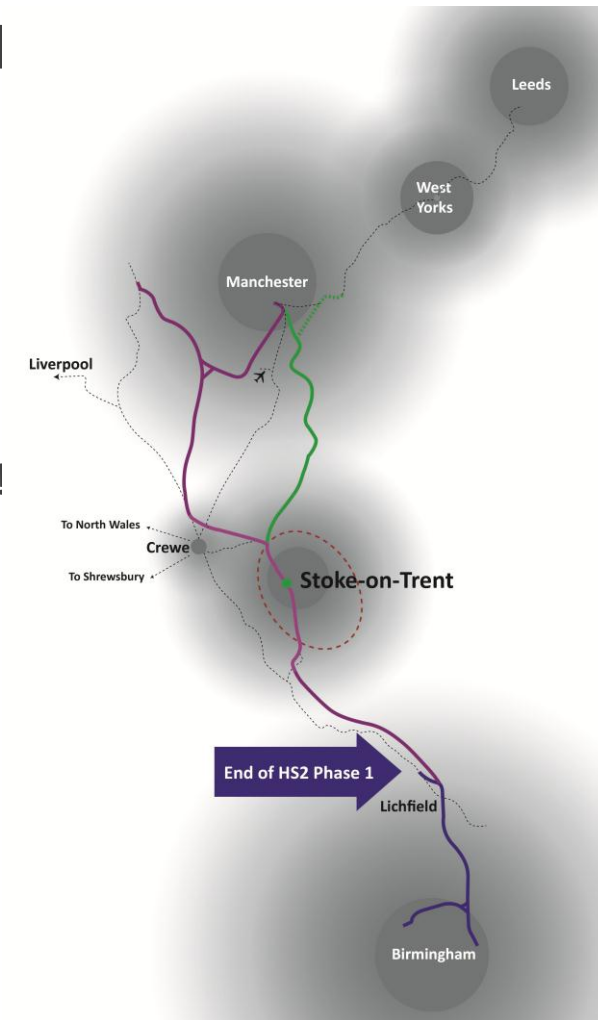 Leeds
West
Yorks
Manchester
Liverpool
To North Wales
Crewe
To Shrewsbury
Stoke-on-Trent
End of HS2 Phase 1
Lichfield
Birmingham